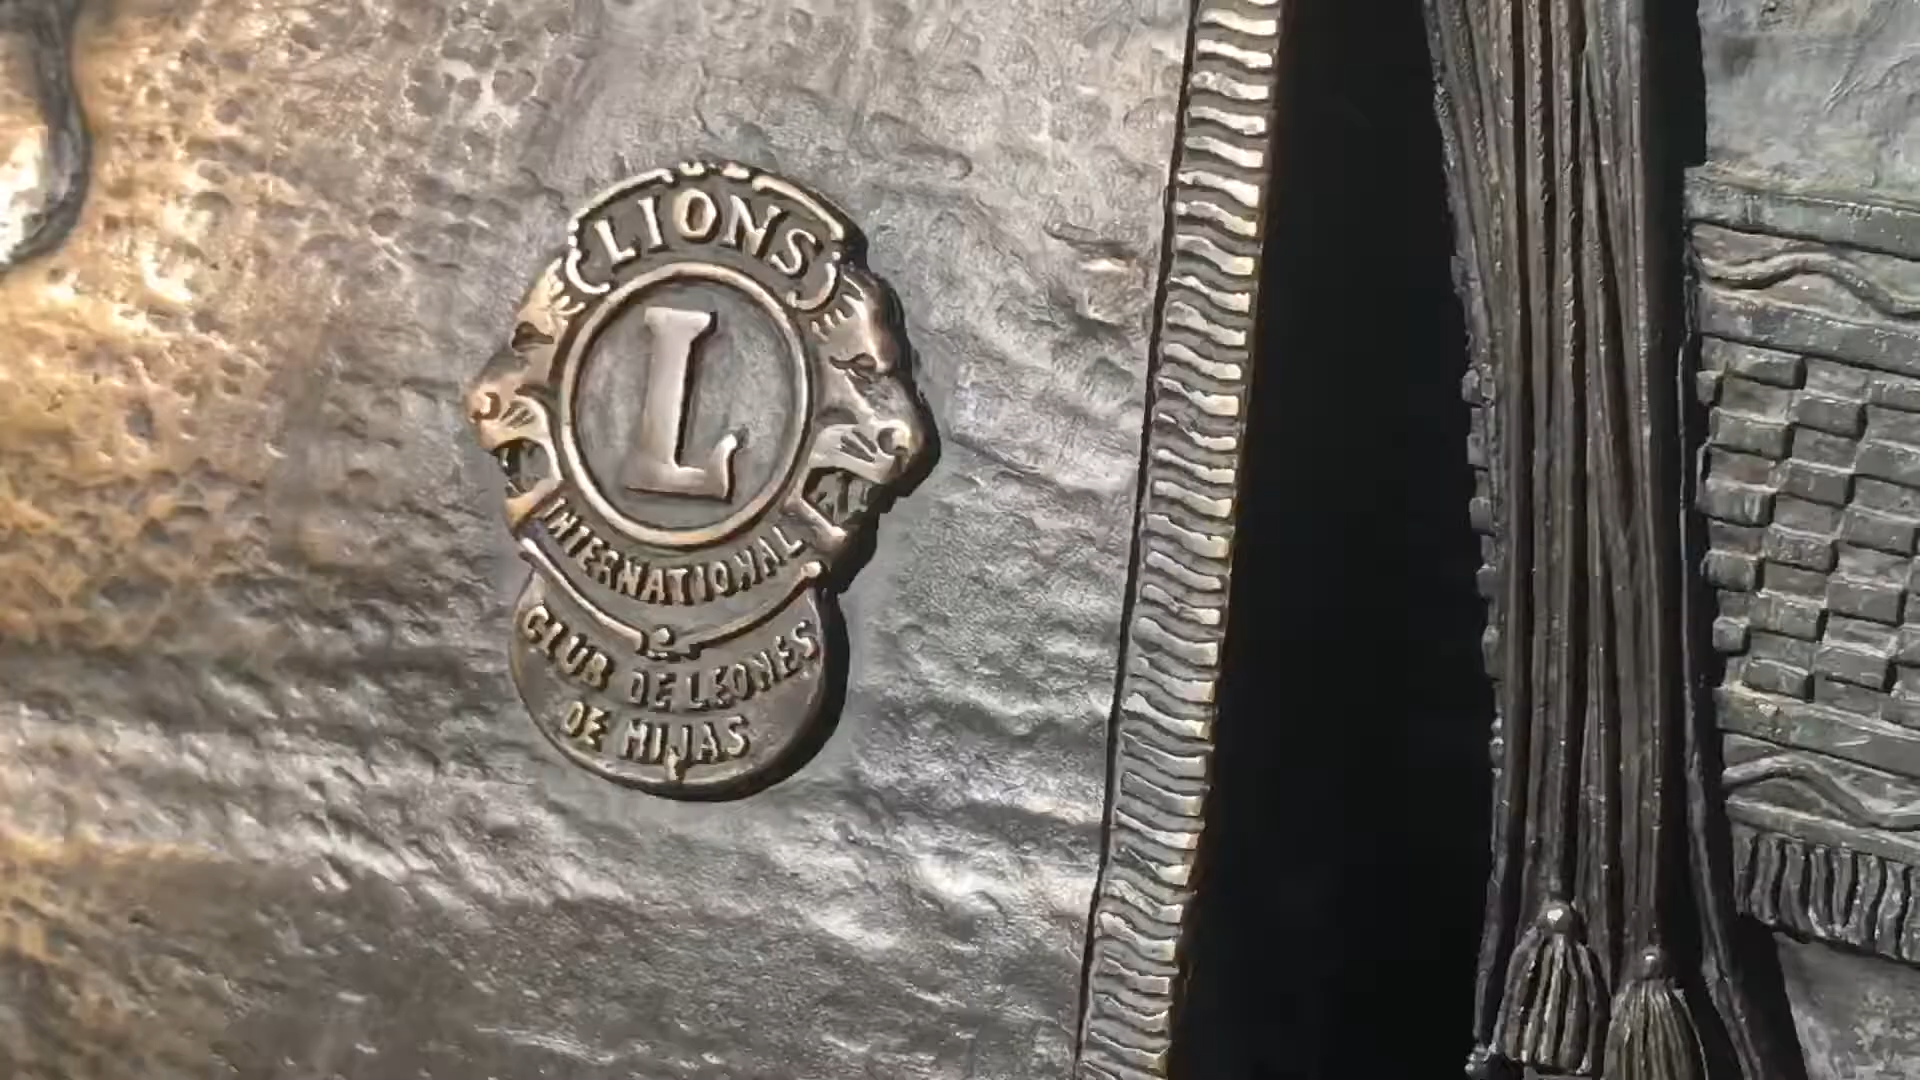 LIONS
L
INTERNATIONAL
CLUB DE LEONES
DE MIJAS